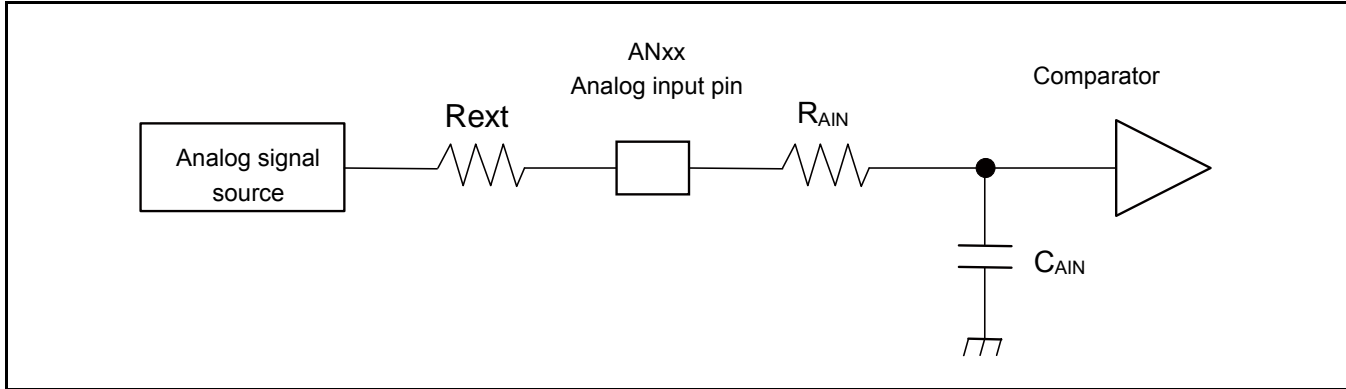 ANxx
Analog input pin
Comparator
Rext
RAIN
Analog signal
source
CAIN